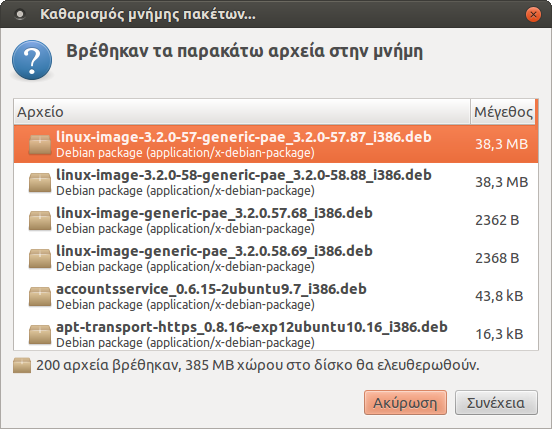 Καθαρισμός μνήμης πακέτων...
Βρέθηκαν τα παρακάτω αρχεία στην μνήμη
Αρχείο Μέγεθος
linux-image-3.2.0-57-generic-pae_3.2.0-57.87_i386.deb
Debian package (application/x-debian-package) 38,3 MB
linux-image-3.2.0-58-generic-pae_3.2.0-58.88_i386.deb
Debian package (application/x-debian-package) 38,3 MB
linux-image-generic-pae_3.2.0.57.68_i386.deb
Debian package (application/x-debian-package) 2362 B
linux-image-generic-pae_3.2.0.58.69_i386.deb
Debian package (application/x-debian-package) 2368 B
accountsservice_0.6.15-2ubuntu9.7_i386.deb
Debian package (application/x-debian-package) 43,8 kB
apt-transport-https_0.8.16~exp12ubuntu10.16_i386.deb
Debian package (application/x-debian-package) 16,3 kB
200 αρχεία βρέθηκαν, 385 MB χώρου στο δίσκο θα ελευθερωθούν.
Ακύρωση Συνέχεια